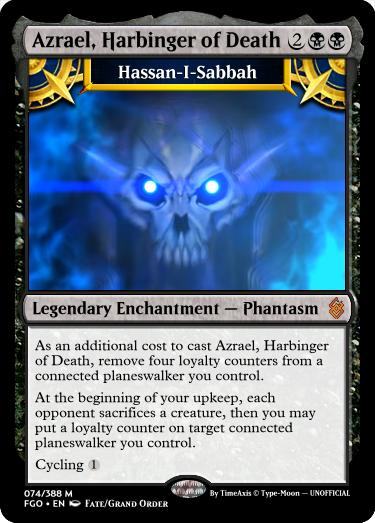 Azrael, Harbinger of Death 2
Hassan-I-Sabbah
Legendary Enchantment — Phantasm
As an additional cost to cast Azrael, Harbinger
of Death, remove four loyalty counters from a
connected planeswalker you control.
At the beginning of your upkeep, each
opponent sacrifices a creature, then you may
put a loyalty counter on target connected
planeswalker you control.
Cycling 1
074/388 M
FGO • EN Fate/Grand Order
By TimeAxis © Type-Moon — UNOFFICIAL